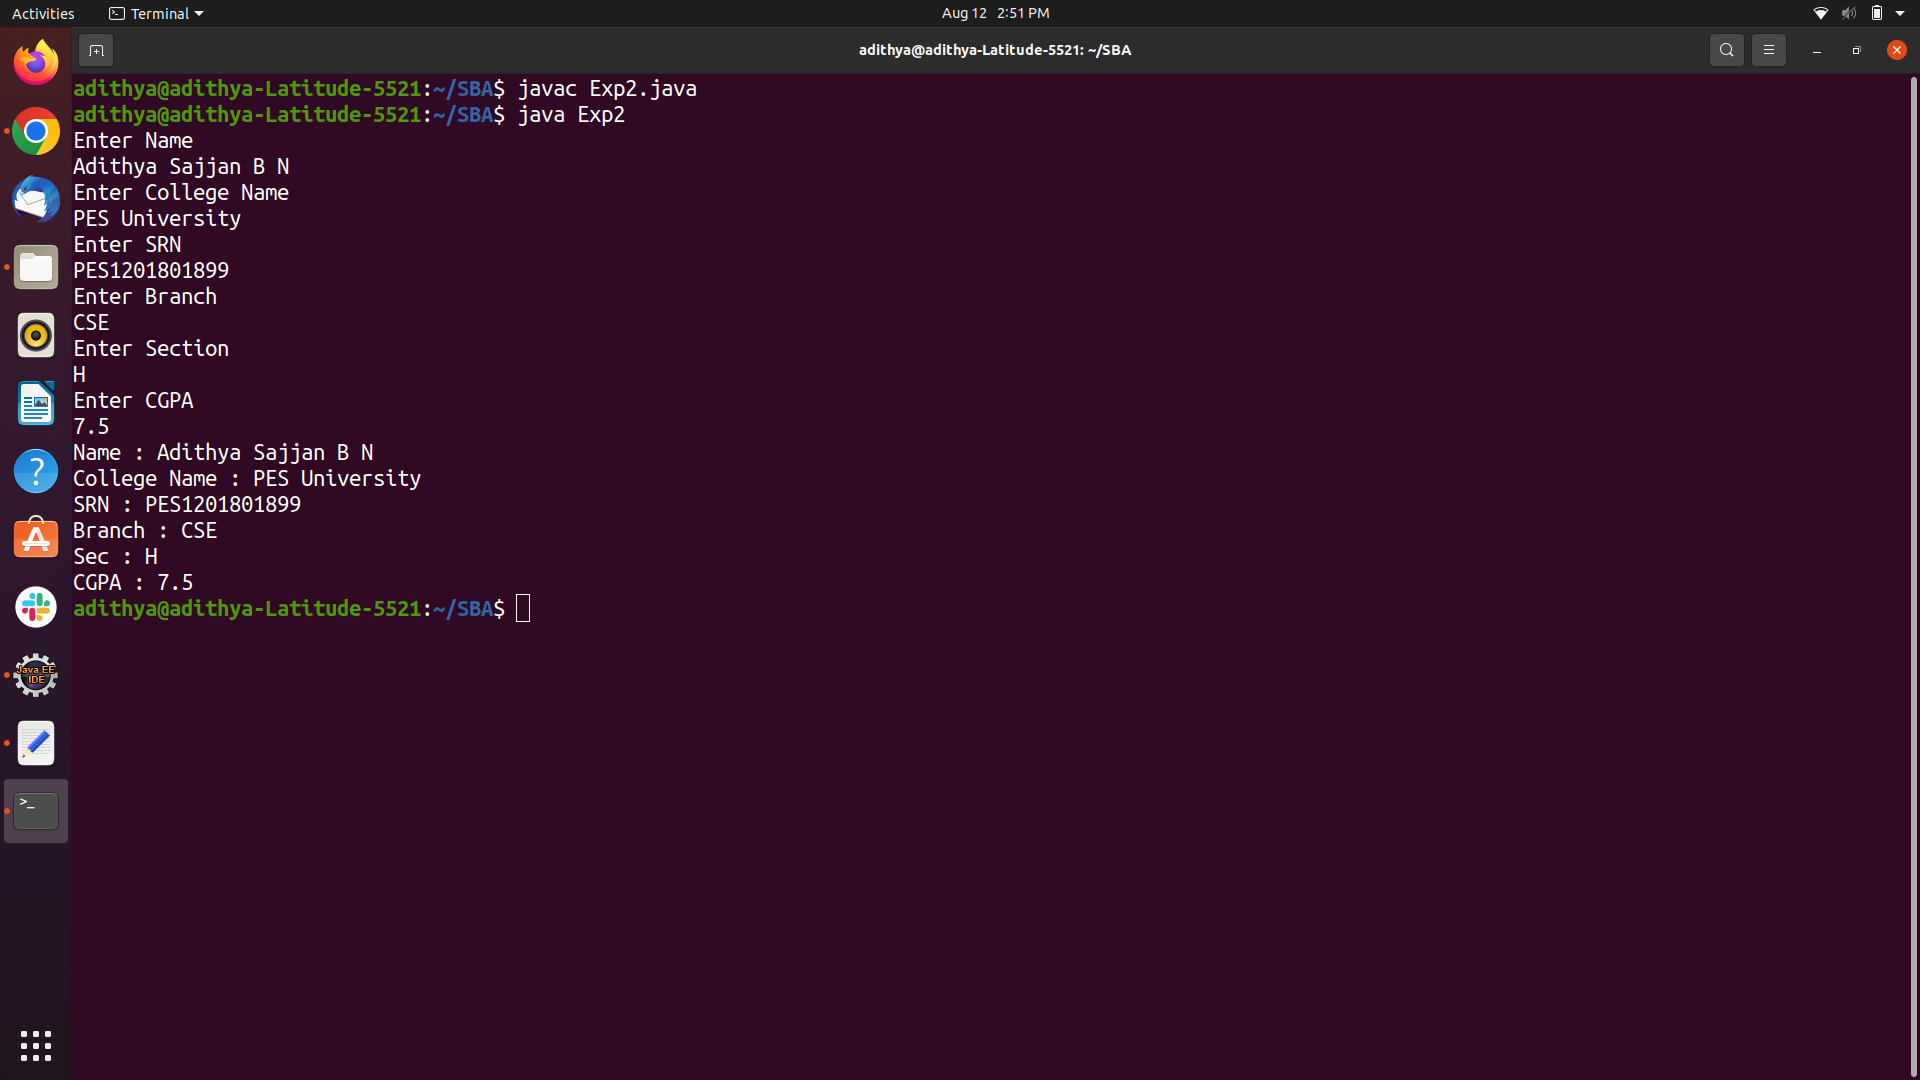 Activities Terminal Aug 12 2:51 PM
adithya@adithya-Latitude-5521: ~/SBA
adithya@adithya-Latitude-5521:~/SBA$ javac Exp2.java
adithya@adithya-Latitude-5521:~/SBA$ java Exp2
Enter Name
Adithya Sajjan B N
Enter College Name
PES University
Enter SRN
PES1201801899
Enter Branch
CSE
Enter Section
H
Enter CGPA
7.5
Name : Adithya Sajjan B N
College Name : PES University
SRN : PES1201801899
Branch : CSE
Sec : H
CGPA : 7.5
adithya@adithya-Latitude-5521:~/SBA$
?
Java EE
IDE
>_